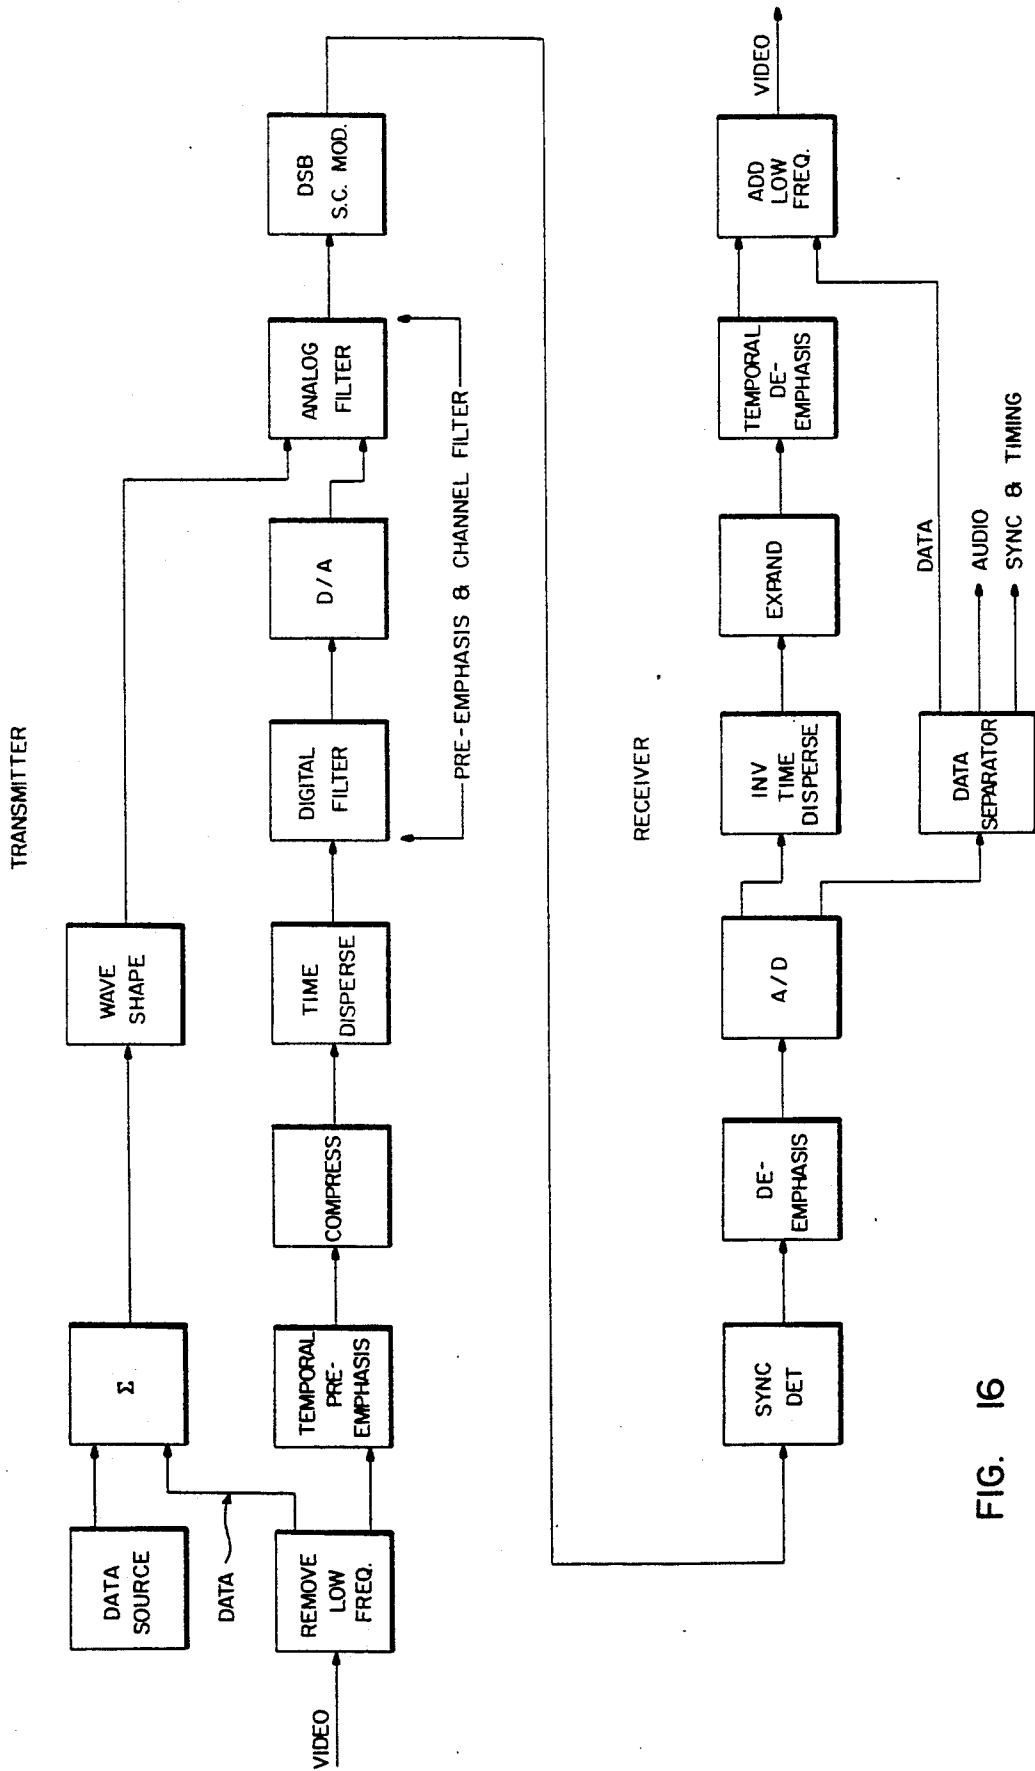 TRANSMITTER
DATA
SOURCE
Σ
WAVE
SHAPE
DATA
VIDEO
REMOVE
LOW
FREQ.
TEMPORAL
PRE-
EMPHASIS
COMPRESS
TIME
DISPERSE
DIGITAL
FILTER
D/A
ANALOG
FILTER
DSB
S.C. MOD.
PRE-EMPHASIS & CHANNEL FILTER
RECEIVER
SYNC
DET
DE-
EMPHASIS
A/D
INV
TIME
DISPERSE
EXPAND
TEMPORAL
DE-
EMPHASIS
ADD
LOW
FREQ.
VIDEO
DATA
SEPARATOR
DATA
AUDIO
SYNC & TIMING
FIG. 16